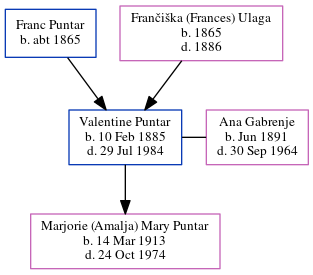 Franc Puntar
b. abt 1865
Frančiška (Frances) Ulaga
b. 1865
d. 1886
Valentine Puntar
b. 10 Feb 1885
d. 29 Jul 1984
Ana Gabrenje
b. Jun 1891
d. 30 Sep 1964
Marjorie (Amalja) Mary Puntar
b. 14 Mar 1913
d. 24 Oct 1974